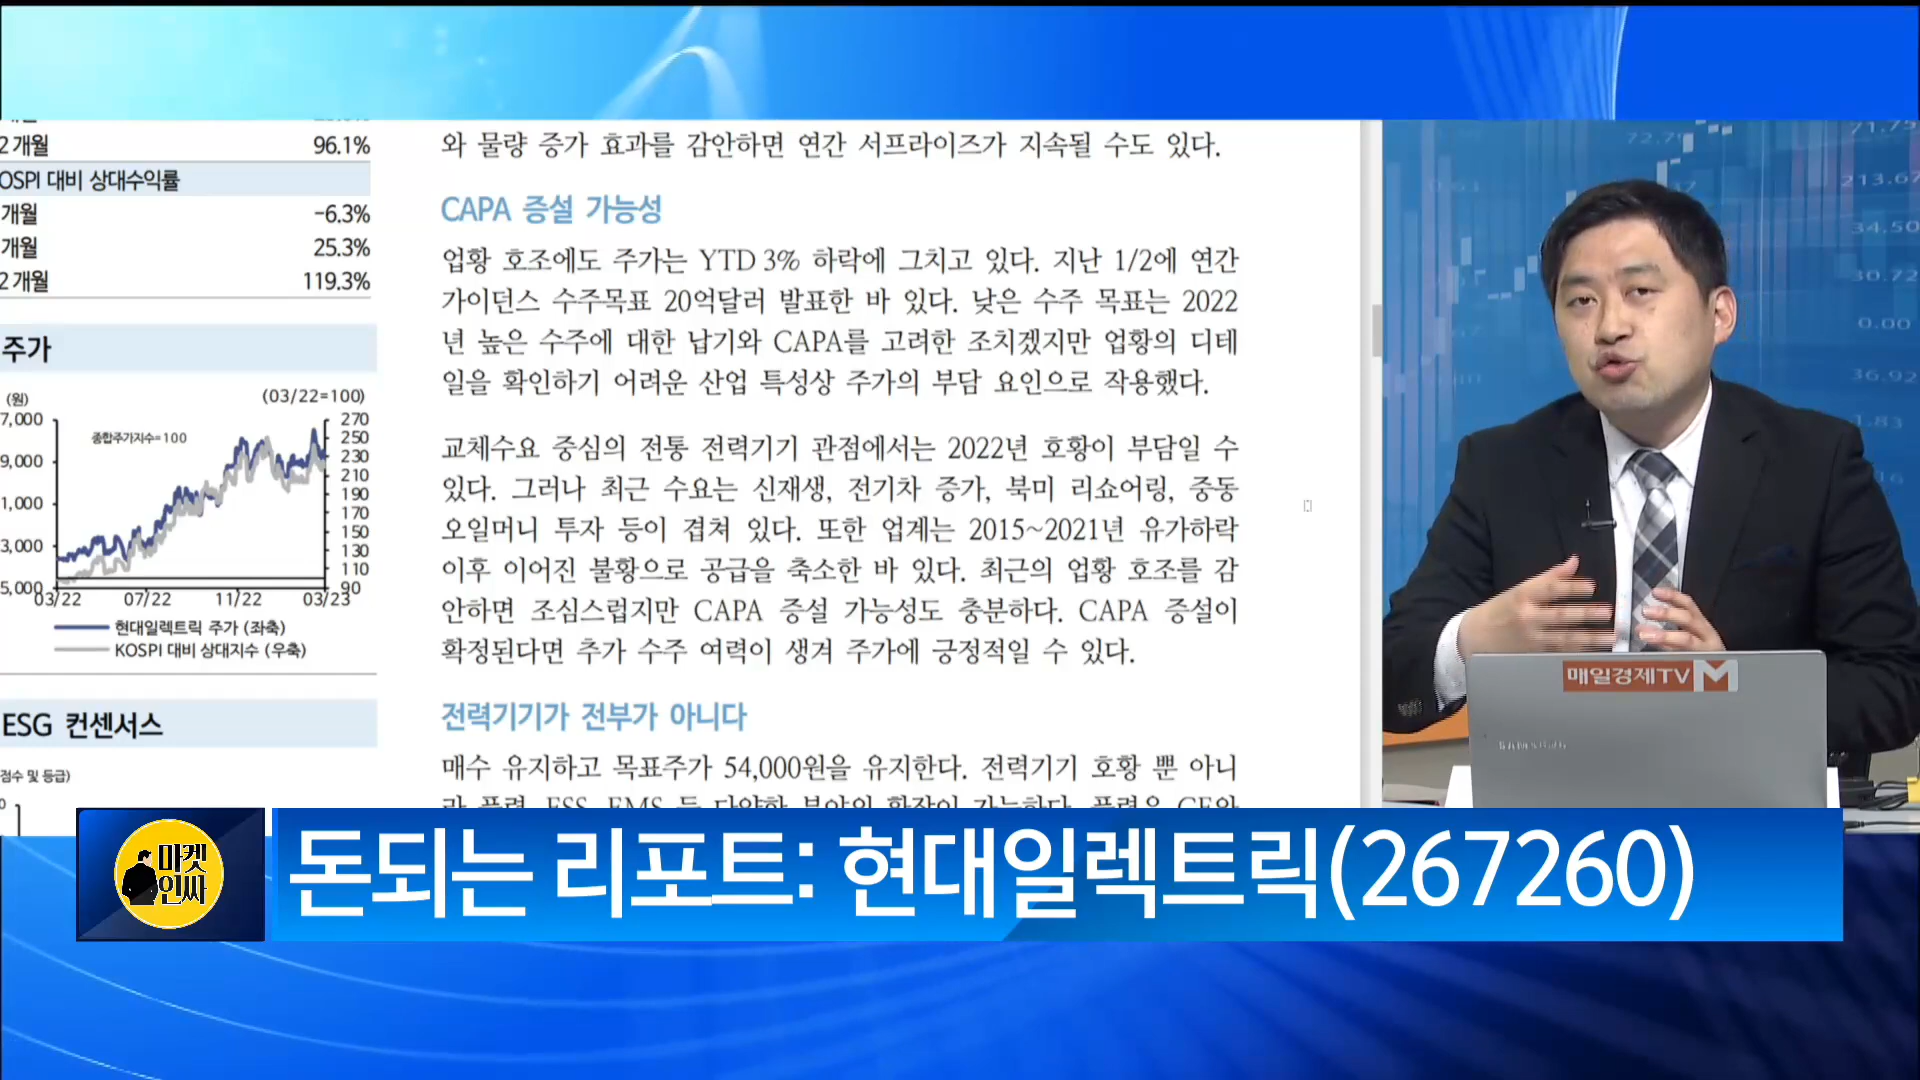 2개월 96.1%
OSPI 대비 상대수익률
개월 -6.3%
개월 25.3%
2개월 119.3%
주가
(원) (03/22=100)
종합주가지수=100
7,000
9,000
1,000
3,000
5,000
270
250
230
210
190
170
150
130
110
90
03/22 07/22 11/22 03/23
현대일렉트릭 주가 (좌축)
KOSPI 대비 상대지수 (우축)
ESG 컨센서스
점수 및 등급)
와 물량 증가 효과를 감안하면 연간 서프라이즈가 지속될 수도 있다.
CAPA 증설 가능성
업황 호조에도 주가는 YTD 3% 하락에 그치고 있다. 지난 1/2에 연간
가이던스 수주목표 20억달러 발표한 바 있다. 낮은 수주 목표는 2022
년 높은 수주에 대한 납기와 CAPA를 고려한 조치겠지만 업황의 디테
일을 확인하기 어려운 산업 특성상 주가의 부담 요인으로 작용했다.
교체수요 중심의 전통 전력기기 관점에서는 2022년 호황이 부담일 수
있다. 그러나 최근 수요는 신재생, 전기차 증가, 북미 리쇼어링, 중동
오일머니 투자 등이 겹쳐 있다. 또한 업계는 2015~2021년 유가하락
이후 이어진 불황으로 공급을 축소한 바 있다. 최근의 업황 호조를 감
안하면 조심스럽지만 CAPA 증설 가능성도 충분하다. CAPA 증설이
확정된다면 추가 수주 여력이 생겨 주가에 긍정적일 수 있다.
전력기기가 전부가 아니다
매수 유지하고 목표주가 54,000원을 유지한다. 전력기기 호황 뿐 아니
72.7
71.75
213.67
34.50
30.72
0.00
36.92
1.83
매일경제TV M
SAMSUNG
마켓
인싸
돈되는 리포트: 현대일렉트릭(267260)